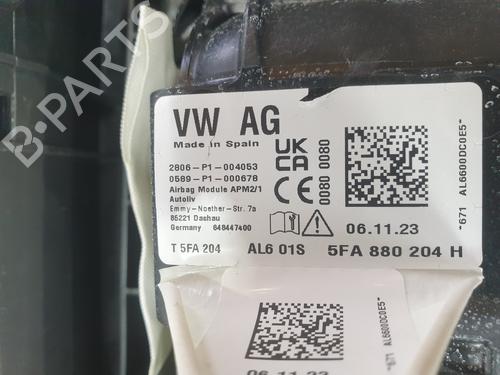 VW AG
Made in Spain
2806-P1-004053
0589-P1-000678
Airbag Module APM2/1
Autoliv
Emmy-Noether-Str. 7a
85221 Dachau
Germany 648447400
UK
CA
CE
0080 0080
06.11.23
T 5FA 204 AL6 01S 5FA 880 204 H
*671 AL6600DC0E5*
*671 AL6600DC0E5*
06.11.23
B-PARTS